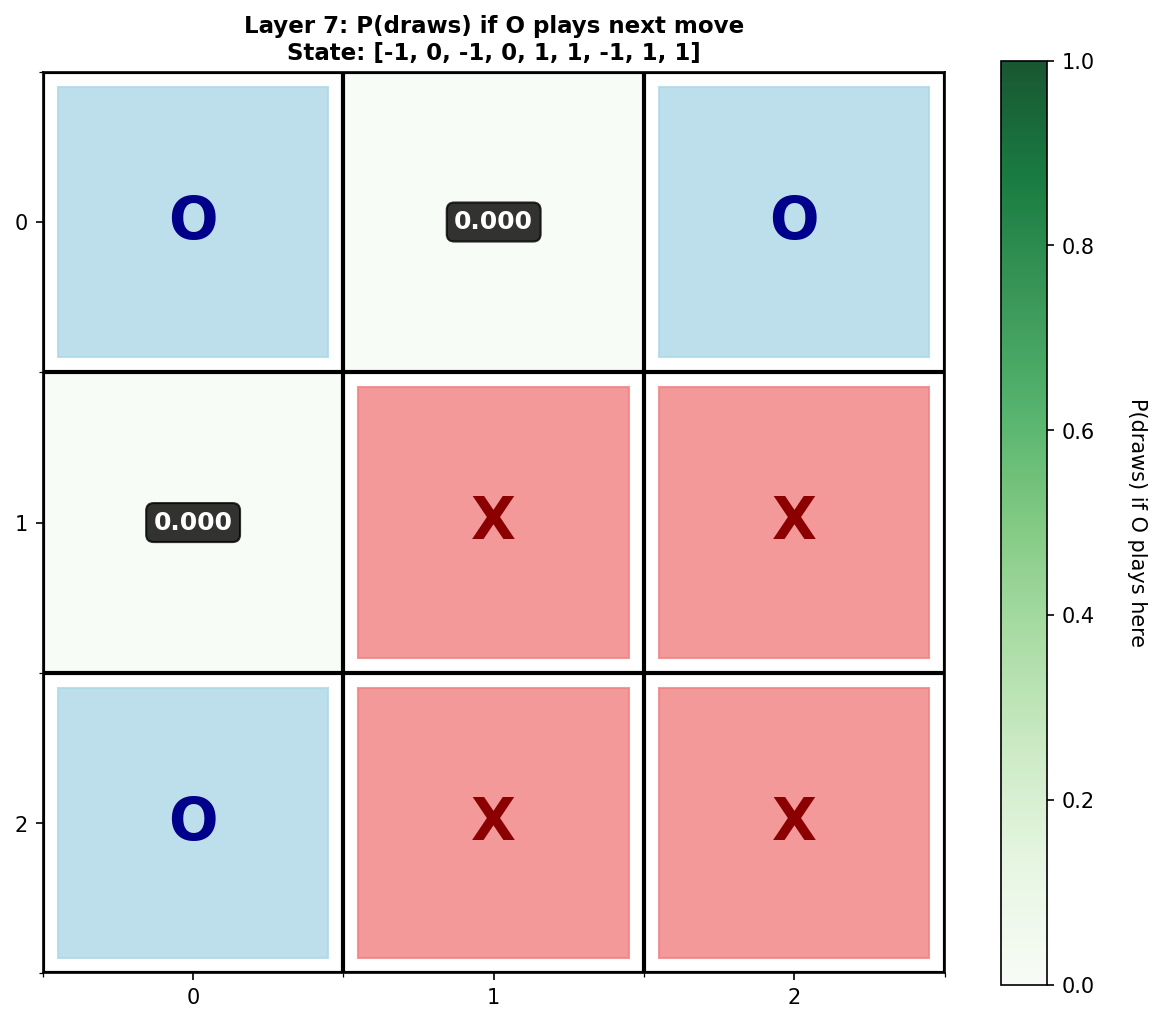 Layer 7: P(draws) if O plays next move
State: [-1, 0, -1, 0, 1, 1, -1, 1, 1]
0
O
0.000
O
1
0.000
X
X
2
O
X
X
0
1
2
1.0
0.8
0.6
0.4
0.2
0.0
P(draws) if O plays here